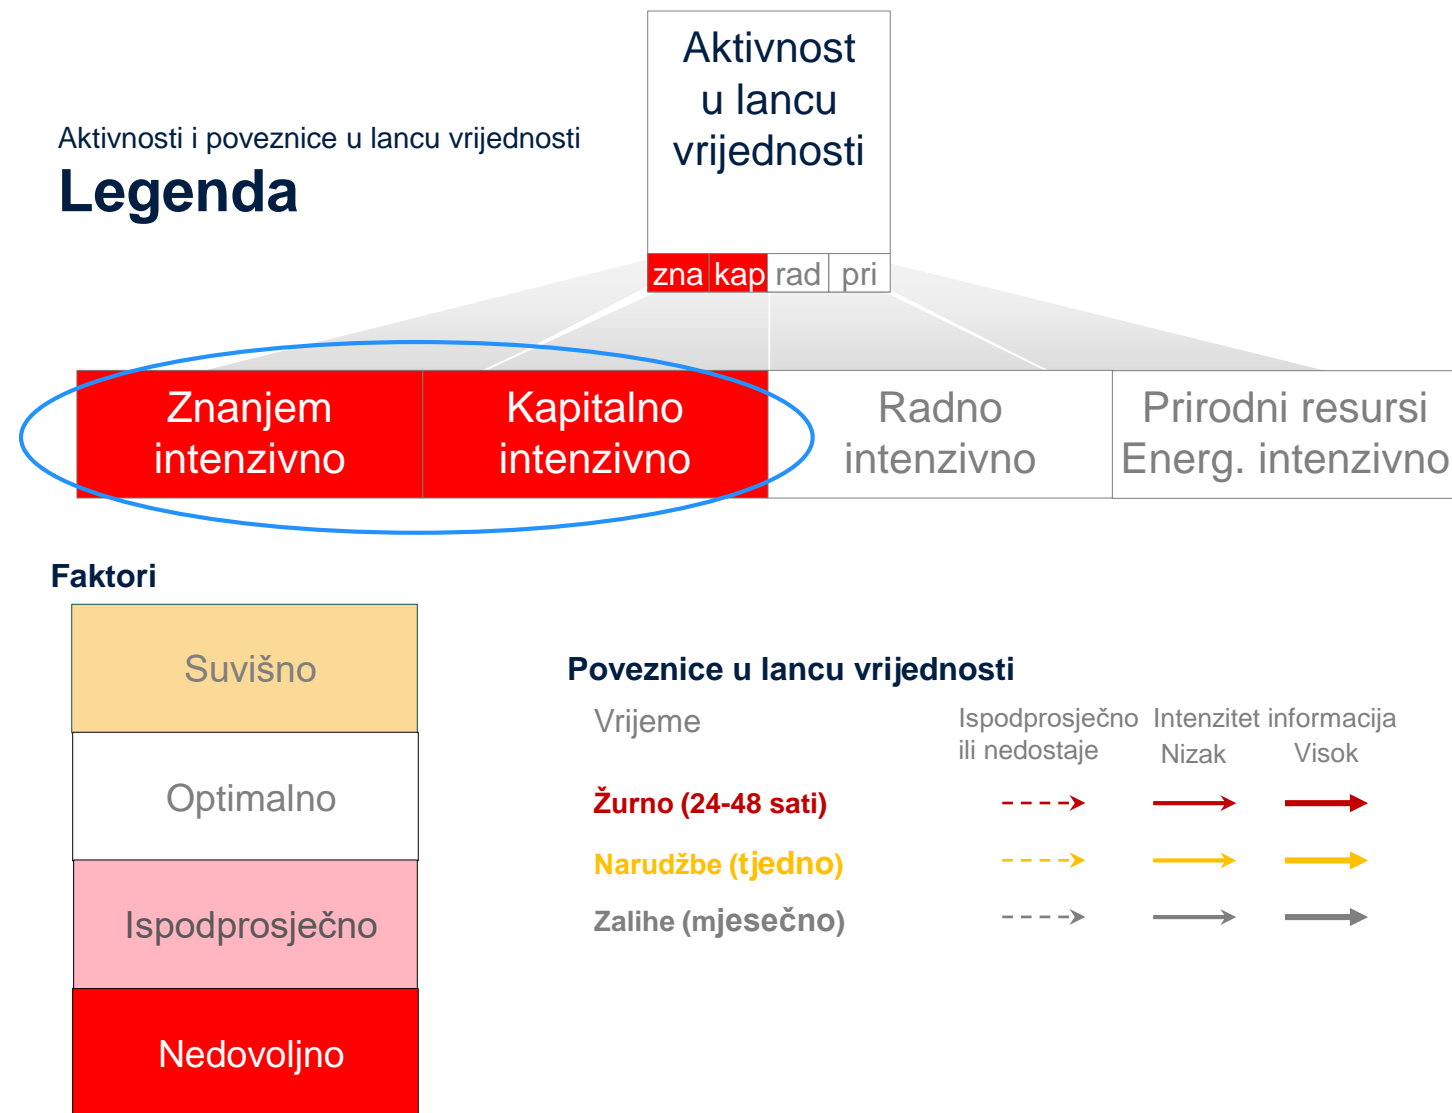 Aktivnost
u lancu
vrijednosti
Aktivnosti i poveznice u lancu vrijednosti
Legenda
zna kap rad pri
Znanjem
intenzivno
Kapitalno
intenzivno
Radno
intenzivno
Prirodni resursi
Energ. intenzivno
Faktori
Suvišno
Optimalno
Ispodprosječno
Nedovoljno
Poveznice u lancu vrijednosti
Vrijeme
Ispodprosječno
ili nedostaje
Intenzitet informacija
Nizak Visok
Žurno (24-48 sati)
Narudžbe (tjedno)
Zalihe (mjesečno)